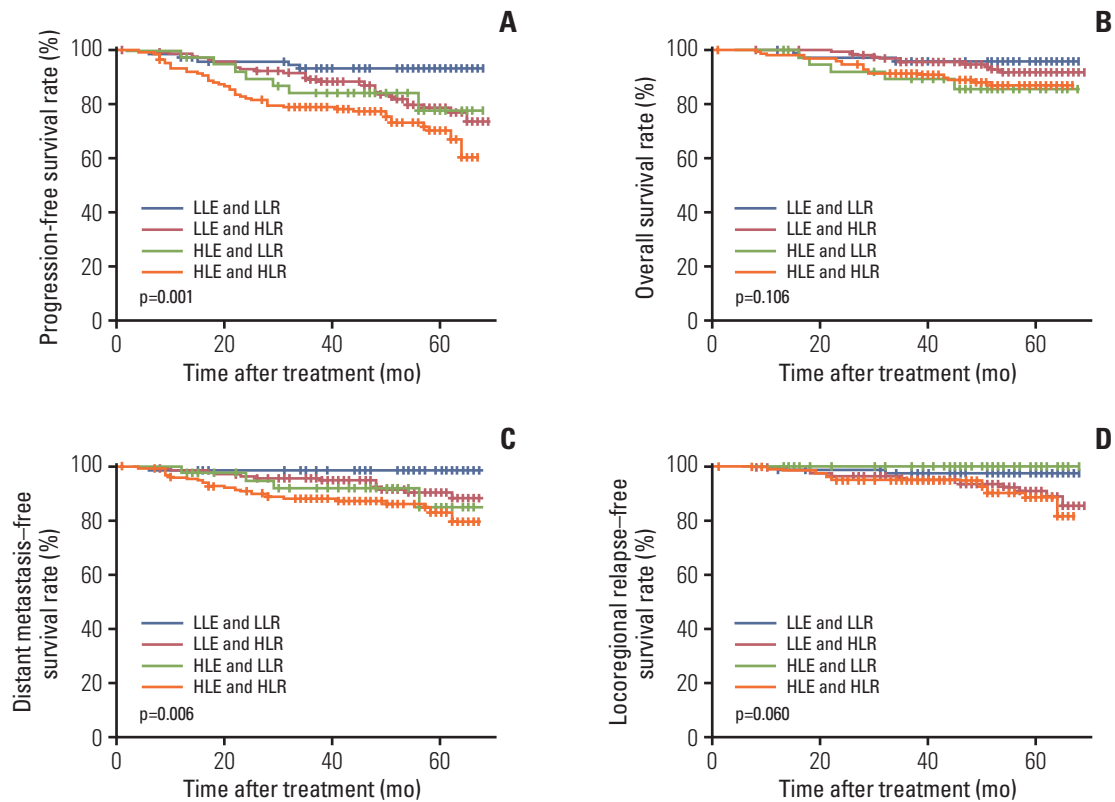 A
Progression-free survival rate (%)
100
80
60
40
20
0
LLE and LLR
LLE and HLR
HLE and LLR
HLE and HLR
p=0.001
0 20 40 60
Time after treatment (mo)
B
Overall survival rate (%)
100
80
60
40
20
0
LLE and LLR
LLE and HLR
HLE and LLR
HLE and HLR
p=0.106
0 20 40 60
Time after treatment (mo)
C
Distant metastasis–free
survival rate (%)
100
80
60
40
20
0
LLE and LLR
LLE and HLR
HLE and LLR
HLE and HLR
p=0.006
0 20 40 60
Time after treatment (mo)
D
Locoregional relapse–free
survival rate (%)
100
80
60
40
20
0
LLE and LLR
LLE and HLR
HLE and LLR
HLE and HLR
p=0.060
0 20 40 60
Time after treatment (mo)